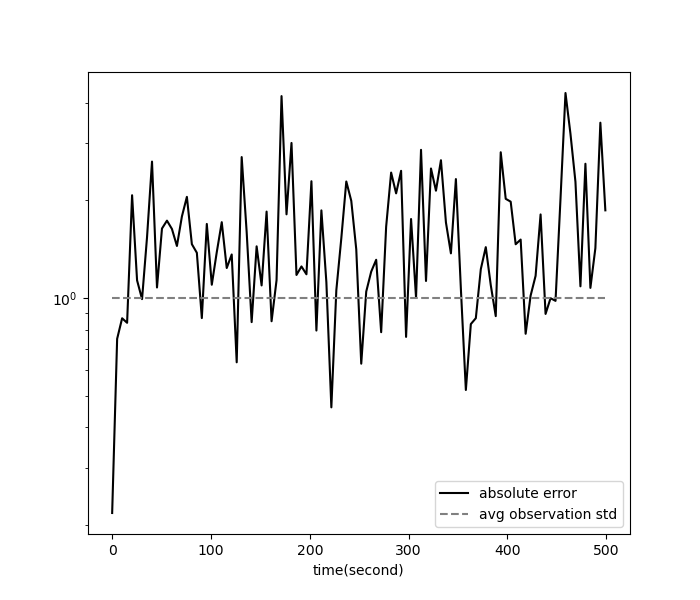 10⁰
absolute error
avg observation std
0 100 200 300 400 500
time(second)